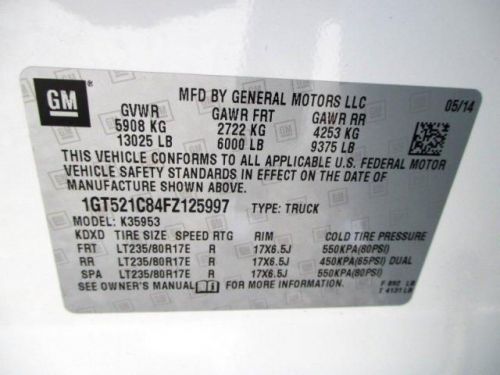 GM
MFD BY GENERAL MOTORS LLC 05/14
GVWR GAWR FRT GAWR RR
5908 KG 2722 KG 4253 KG
13025 LB 6000 LB 9375 LB
THIS VEHICLE CONFORMS TO ALL APPLICABLE U.S. FEDERAL MOTOR
VEHICLE SAFETY STANDARDS IN EFFECT ON THE DATE OF
MANUFACTURE SHOWN ABOVE.
1GT521C84FZ125997 TYPE: TRUCK
MODEL: K35953
KDXD TIRE SIZE SPEED RTG RIM COLD TIRE PRESSURE
FRT LT235/80R17E R 17X6.5J 550KPA(80PSI)
RR LT235/80R17E R 17X6.5J 450KPA(65PSI) DUAL
SPA LT235/80R17E R 17X6.5J 550KPA(80PSI)
SEE OWNER'S MANUAL FOR MORE INFORMATION.
F 892 LB
T 4131 LB